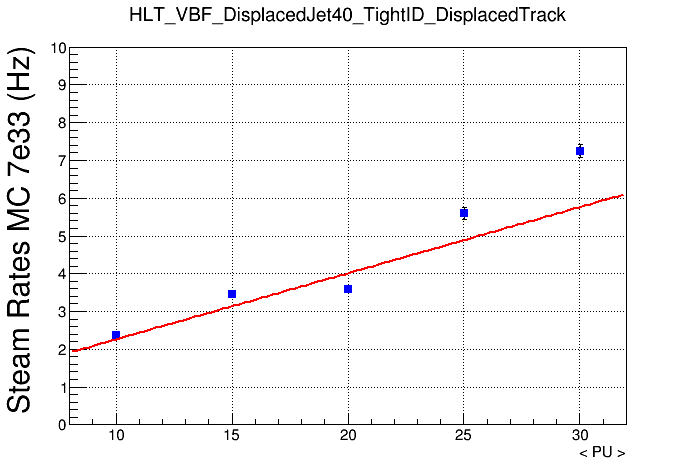 HLT_VBF_DisplacedJet40_TightID_DisplacedTrack
Steam Rates MC 7e33 (Hz)
10
9
8
7
6
5
4
3
2
1
0
10 15 20 25 30
< PU >